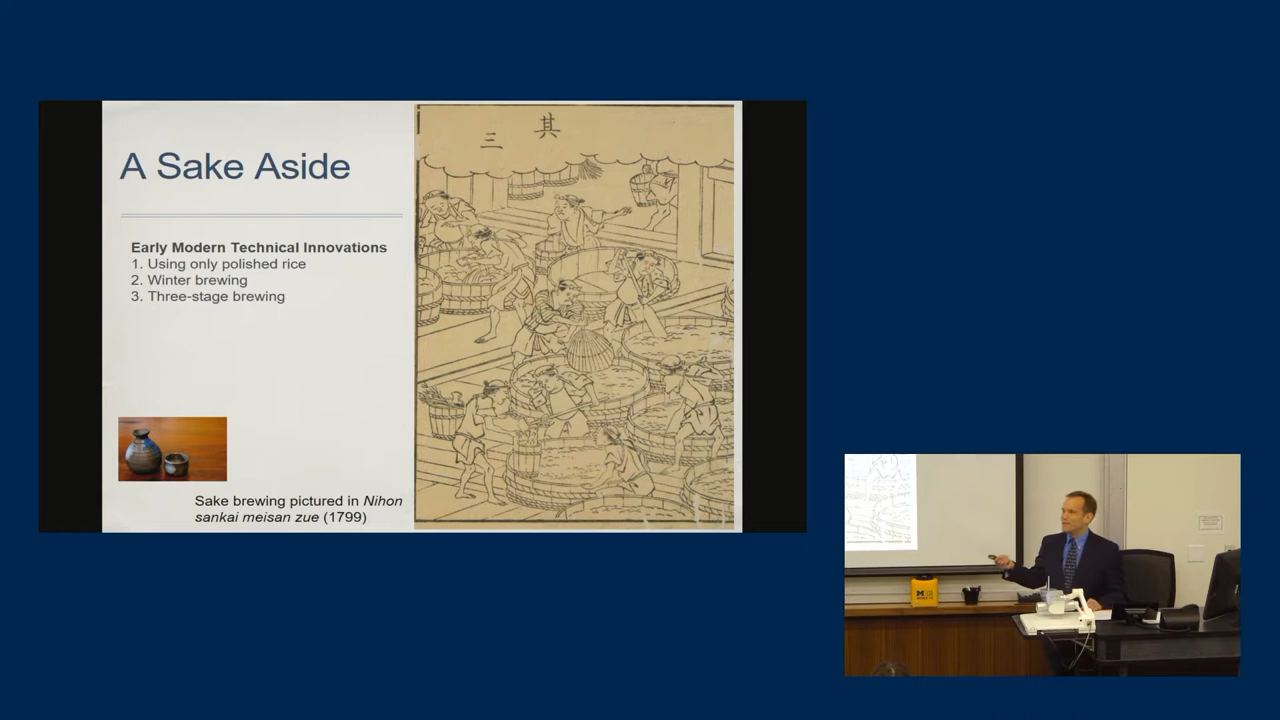 A Sake Aside
其
三
Early Modern Technical Innovations
1. Using only polished rice
2. Winter brewing
3. Three-stage brewing
Sake brewing pictured in Nihon
sankai meisan zue (1799)